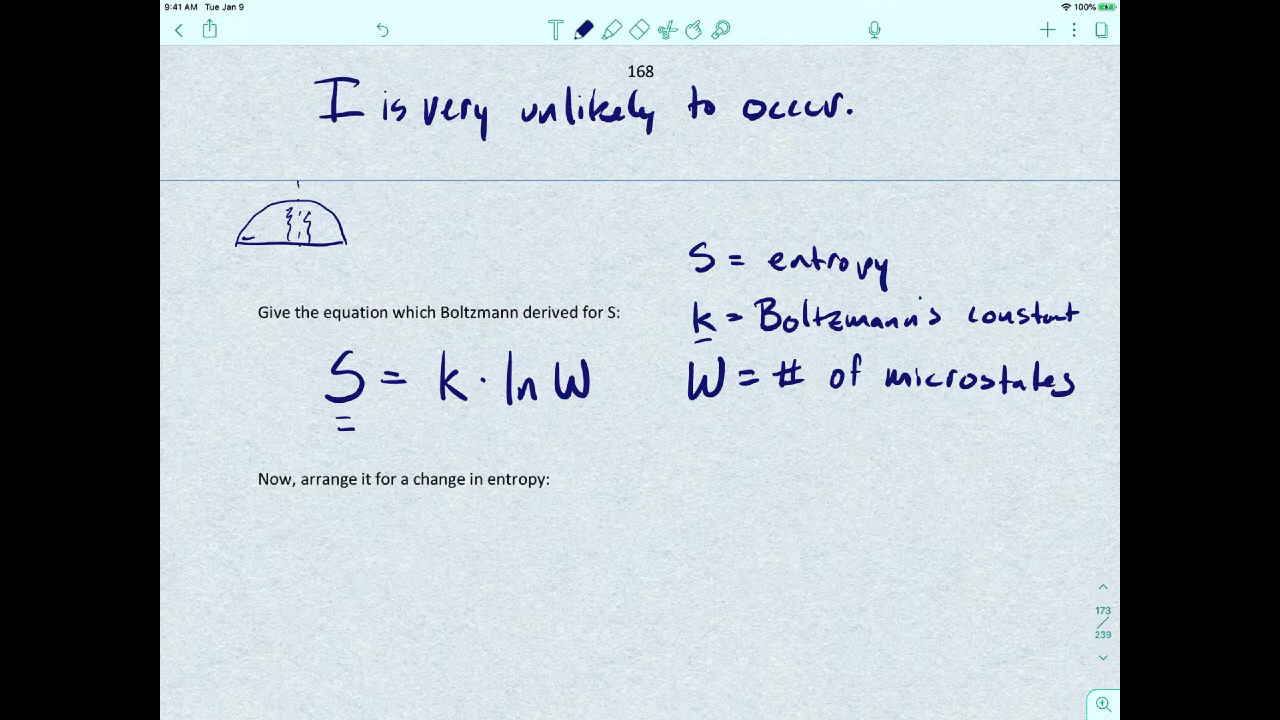 9:41 AM Tue Jan 9
100%
T
168
I is very unlikely to occur.
S = entropy
Give the equation which Boltzmann derived for S:
k = Boltzmann's constant
S = k · ln W
W = # of microstates
Now, arrange it for a change in entropy:
173
/
239